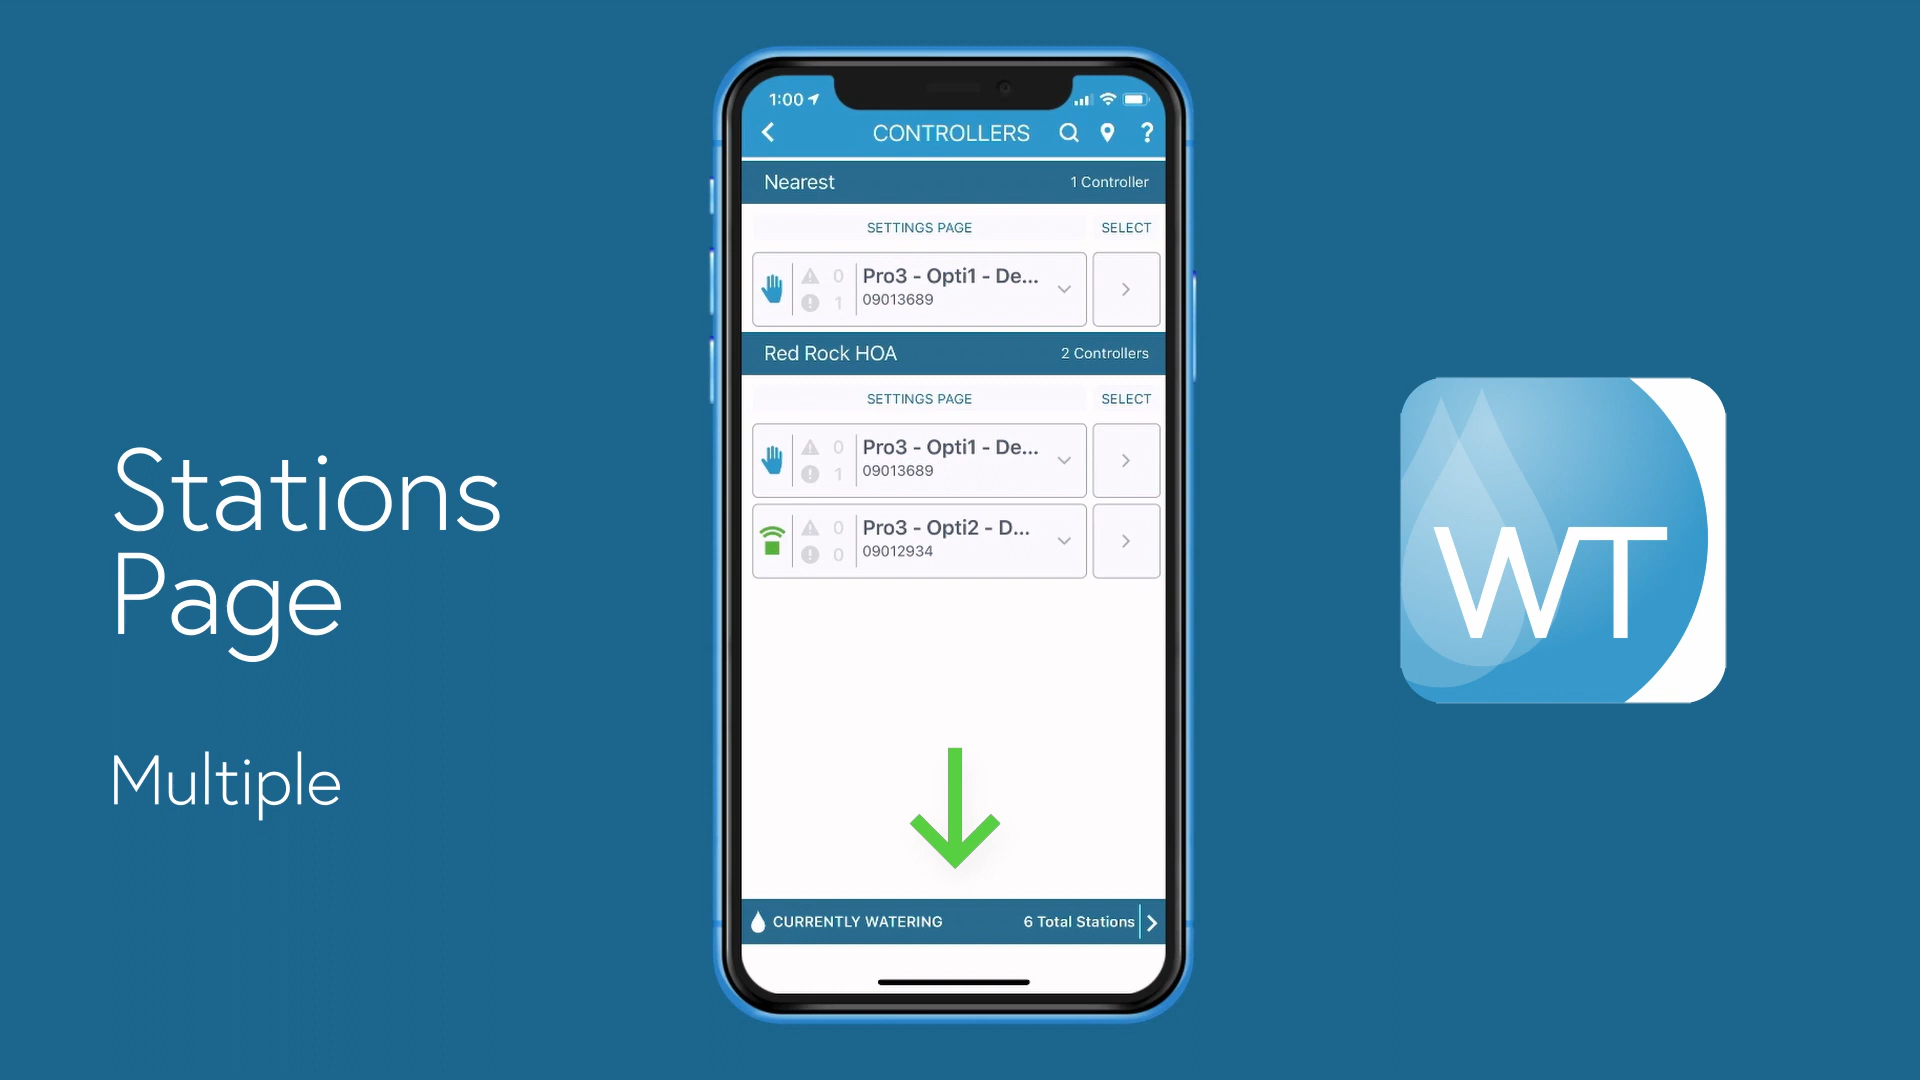 Stations
Page
Multiple
1:00
CONTROLLERS
?
Nearest
1 Controller
SETTINGS PAGE
SELECT
0
1
Pro3 - Opti1 - De...
09013689
Red Rock HOA
2 Controllers
SETTINGS PAGE
SELECT
0
1
Pro3 - Opti1 - De...
09013689
0
0
Pro3 - Opti2 - D...
09012934
CURRENTLY WATERING
6 Total Stations
WT